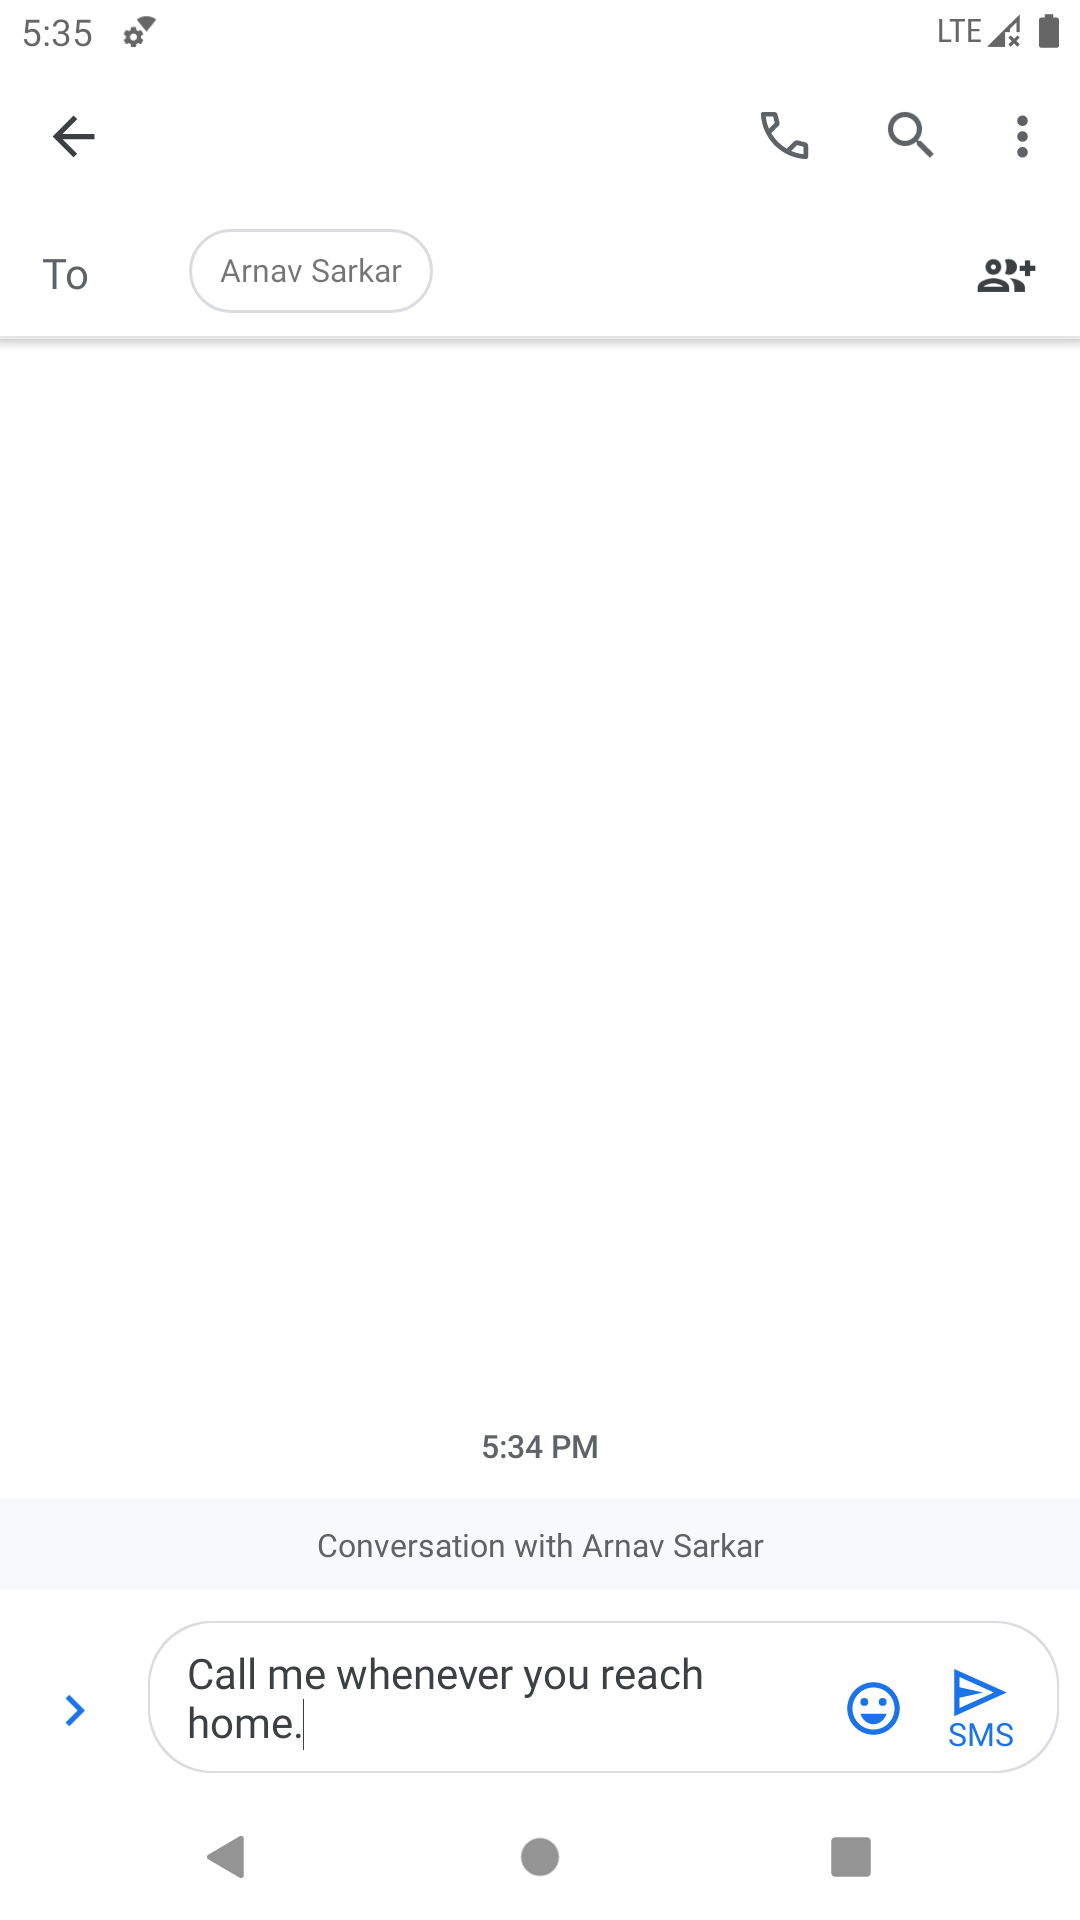 5:35
LTE
To
Arnav Sarkar
5:34 PM
Conversation with Arnav Sarkar
Call me whenever you reach
home.
SMS